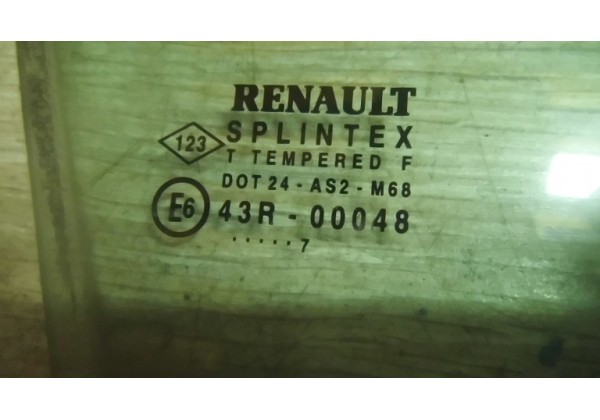 RENAULT
123 SPLINTEX
T TEMPERED F
DOT 24 - AS2 - M68
E6 43R - 00048
.....7